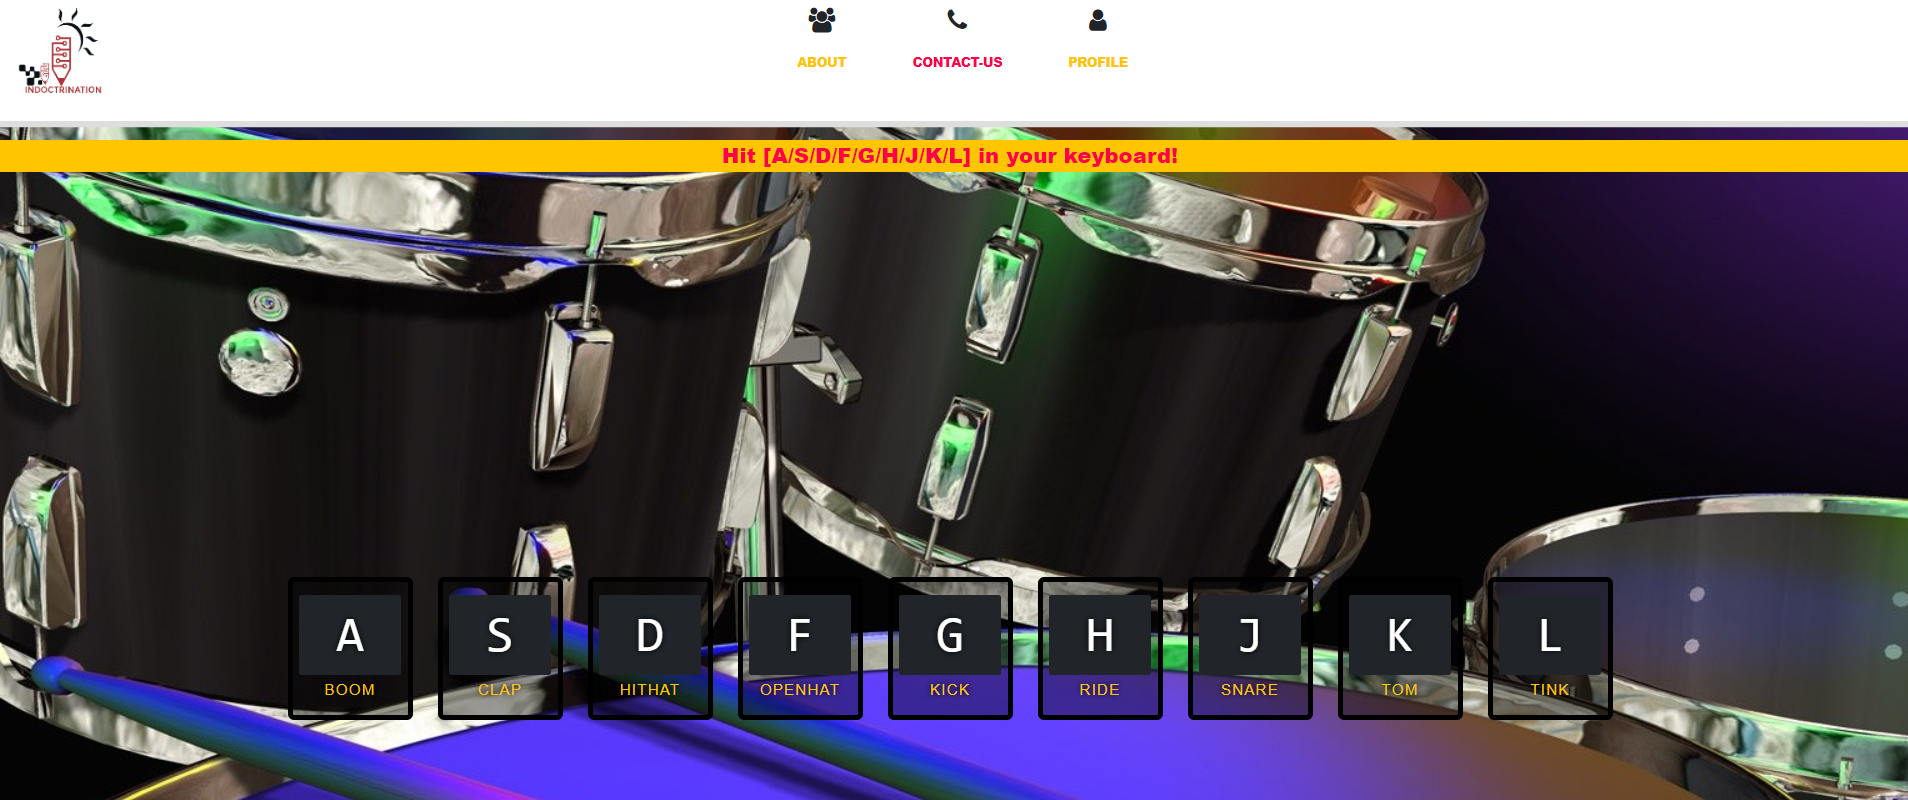 INDOCTRINATION
ABOUT
CONTACT-US
PROFILE
Hit [A/S/D/F/G/H/J/K/L] in your keyboard!
A S D F G H J K L
BOOM CLAP HITHAT OPENHAT KICK RIDE SNARE TOM TINK